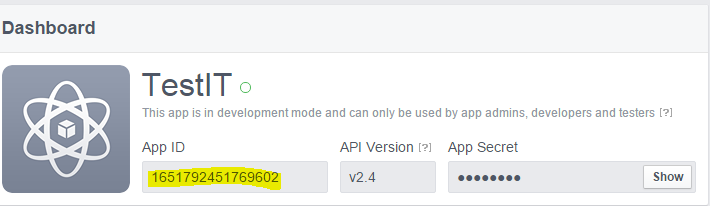 Dashboard
TestIT
This app is in development mode and can only be used by app admins, developers and testers [?]
App ID API Version [?] App Secret
1651792451769602 v2.4 ●●●●●●●● Show